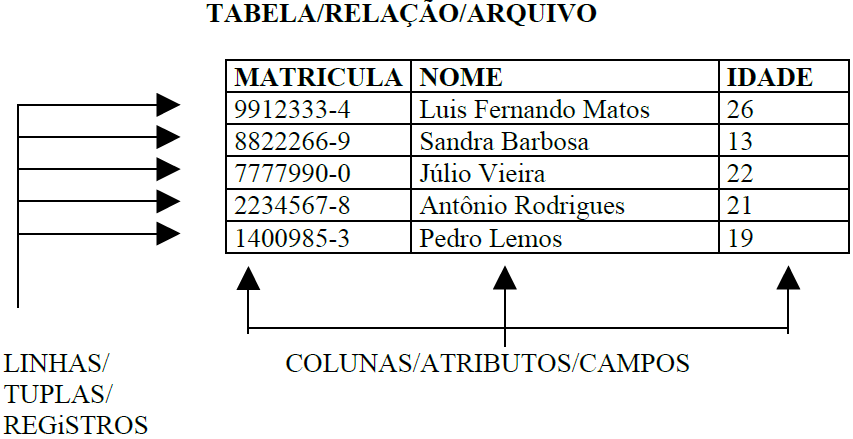 TABELA/RELAÇÃO/ARQUIVO
MATRICULA NOME IDADE
9912333-4 Luis Fernando Matos 26
8822266-9 Sandra Barbosa 13
7777990-0 Júlio Vieira 22
2234567-8 Antônio Rodrigues 21
1400985-3 Pedro Lemos 19
LINHAS/
TUPLAS/
REGiSTROS
COLUNAS/ATRIBUTOS/CAMPOS